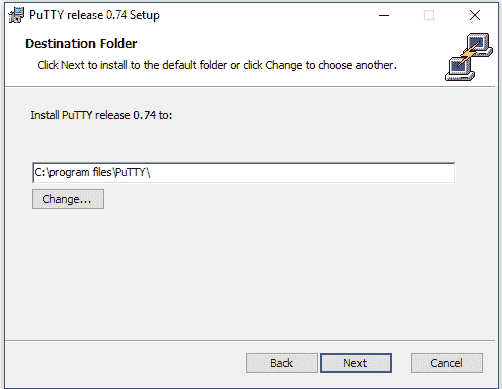 PuTTY release 0.74 Setup
Destination Folder
Click Next to install to the default folder or click Change to choose another.
Install PuTTY release 0.74 to:
C:\program files\PuTTY\
Change...
Back
Next
Cancel